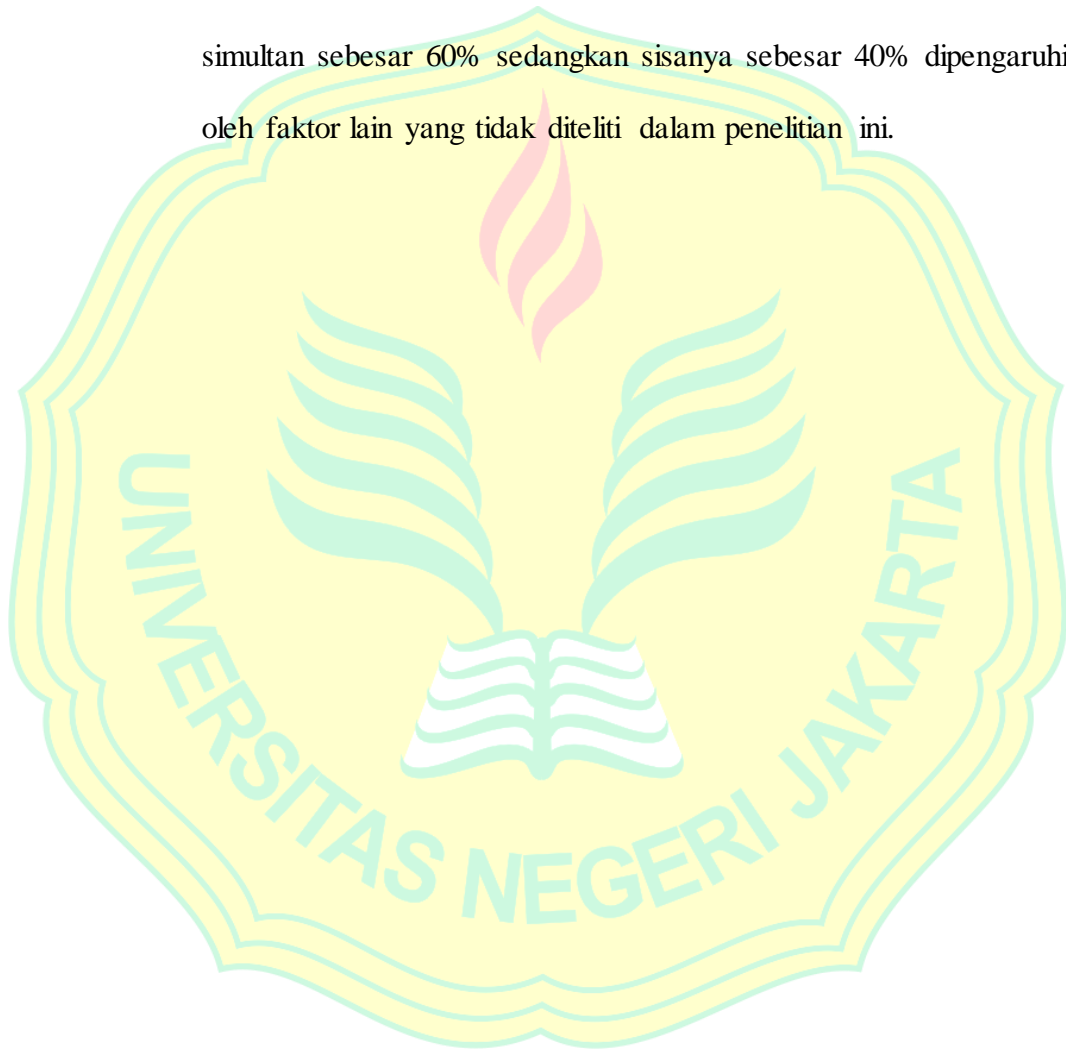 simultan sebesar 60% sedangkan sisanya sebesar 40% dipengaruhi
oleh faktor lain yang tidak diteliti dalam penelitian ini.
UNIVERSITAS NEGERI JAKARTA